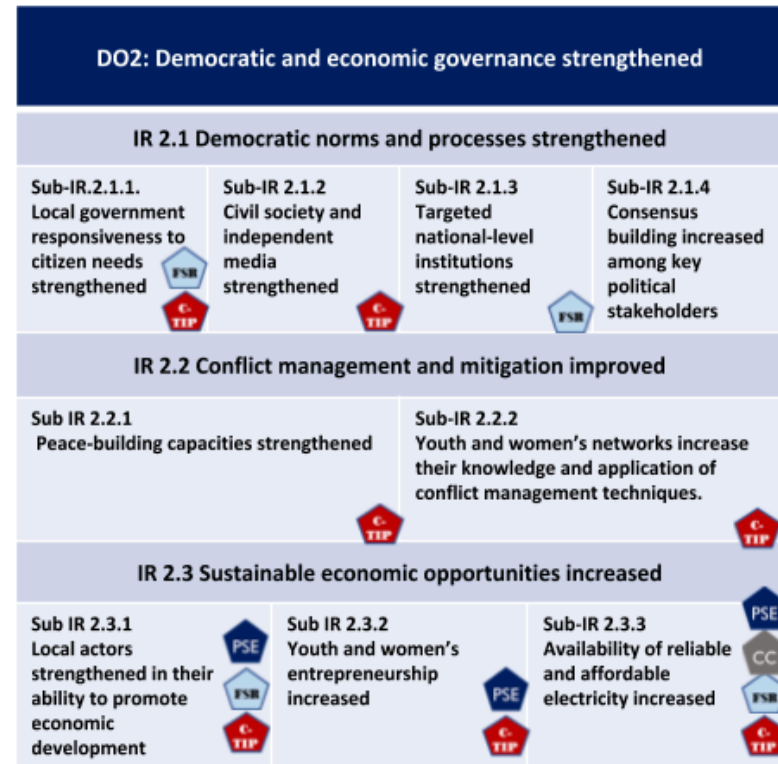 DO2: Democratic and economic governance strengthened
IR 2.1 Democratic norms and processes strengthened
Sub-IR.2.1.1.
Local government
responsiveness to
citizen needs
strengthened
FSR
C-
TIP
Sub-IR 2.1.2
Civil society and
independent
media
strengthened
C-
TIP
Sub-IR 2.1.3
Targeted
national-level
institutions
strengthened
FSR
Sub-IR 2.1.4
Consensus
building increased
among key
political
stakeholders
IR 2.2 Conflict management and mitigation improved
Sub IR 2.2.1
Peace-building capacities strengthened
C-
TIP
Sub-IR 2.2.2
Youth and women's networks increase
their knowledge and application of
conflict management techniques.
C-
TIP
IR 2.3 Sustainable economic opportunities increased
Sub IR 2.3.1
Local actors
strengthened in their
ability to promote
economic
development
PSE
FSR
C-
TIP
Sub IR 2.3.2
Youth and women's
entrepreneurship
increased
PSE
C-
TIP
Sub-IR 2.3.3
Availability of reliable
and affordable
electricity increased
PSE
CC
FSR
C-
TIP